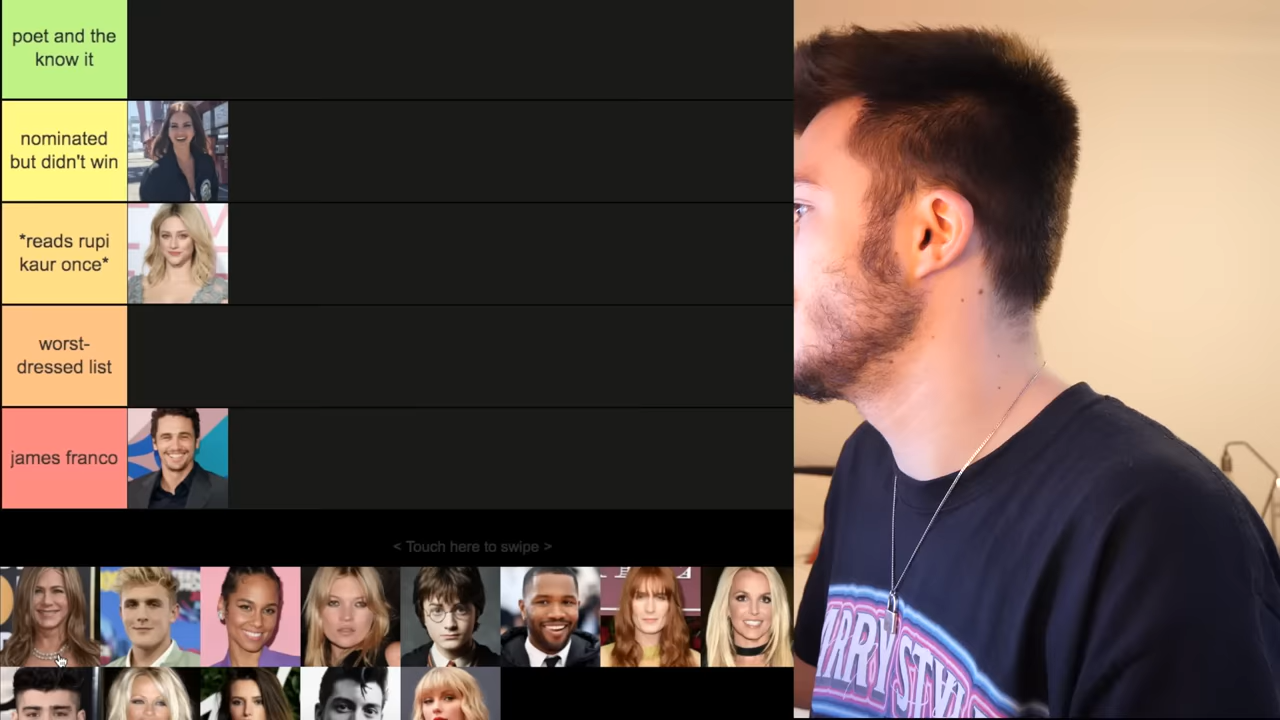 poet and the
know it
nominated
but didn't win
*reads rupi
kaur once*
worst-
dressed list
james franco
< Touch here to swipe >